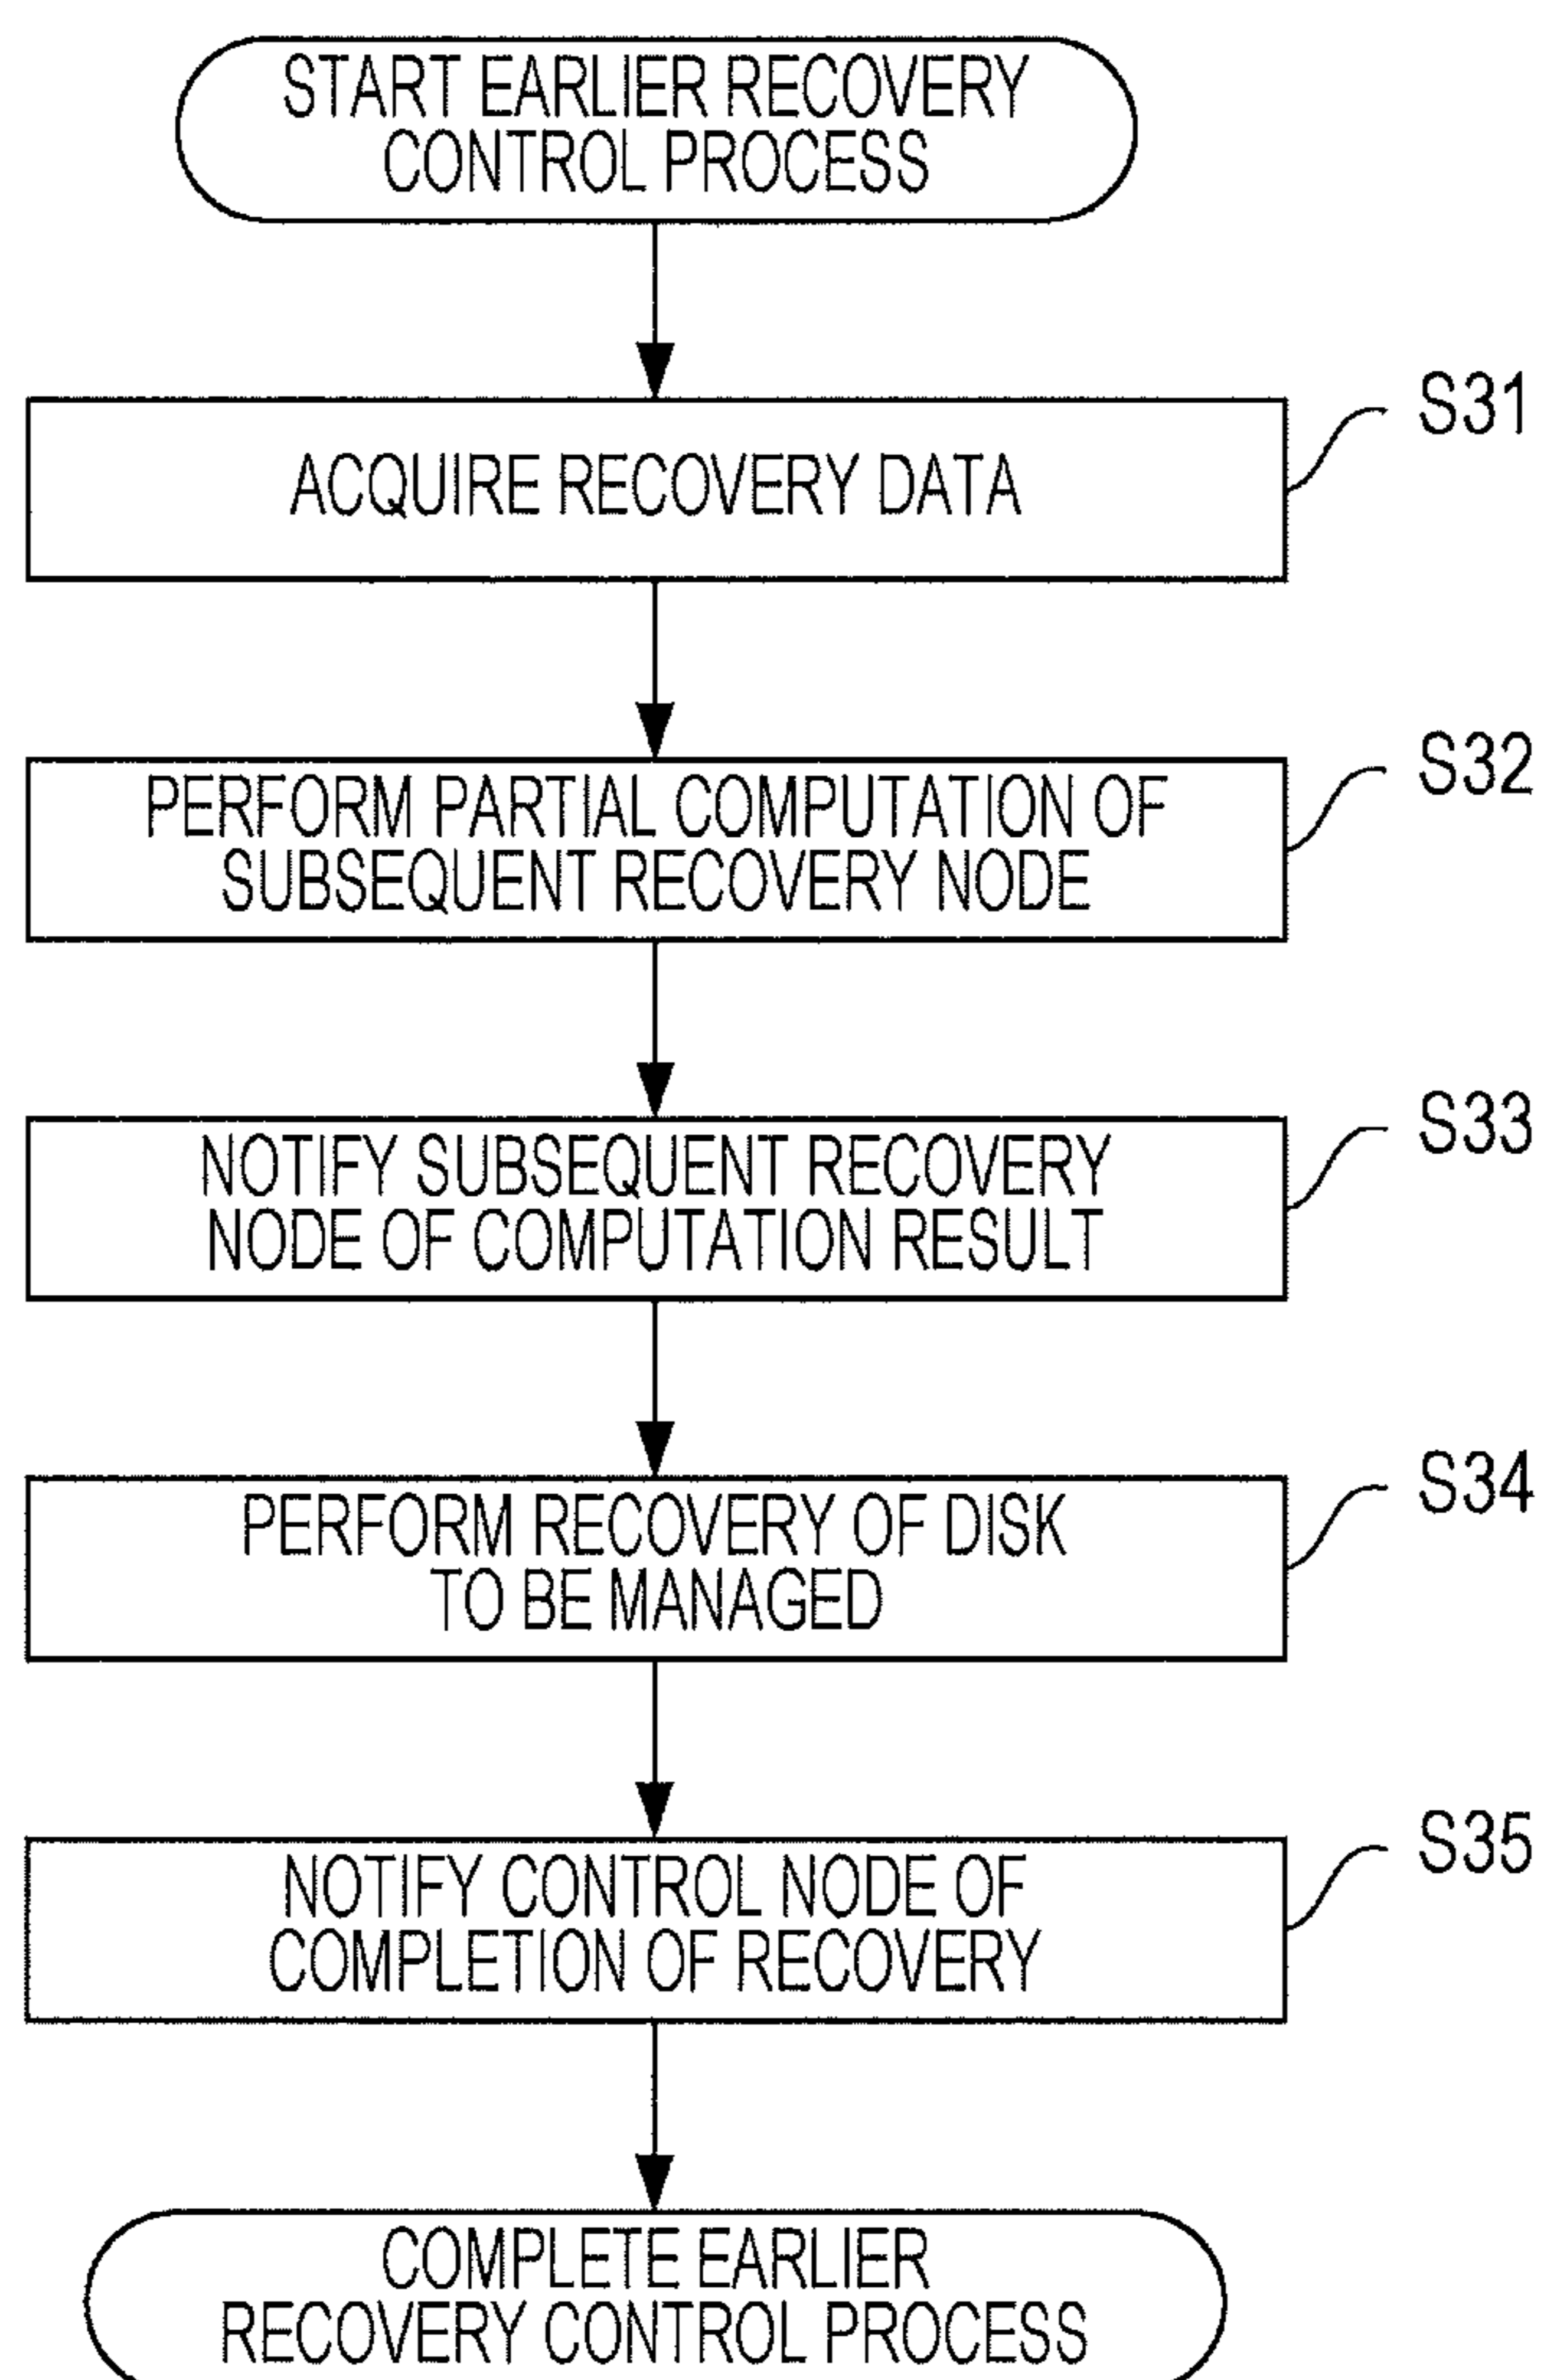 START EARLIER RECOVERY
CONTROL PROCESS
S31
ACQUIRE RECOVERY DATA
S32
PERFORM PARTIAL COMPUTATION OF
SUBSEQUENT RECOVERY NODE
S33
NOTIFY SUBSEQUENT RECOVERY
NODE OF COMPUTATION RESULT
S34
PERFORM RECOVERY OF DISK
TO BE MANAGED
S35
NOTIFY CONTROL NODE OF
COMPLETION OF RECOVERY
COMPLETE EARLIER
RECOVERY CONTROL PROCESS